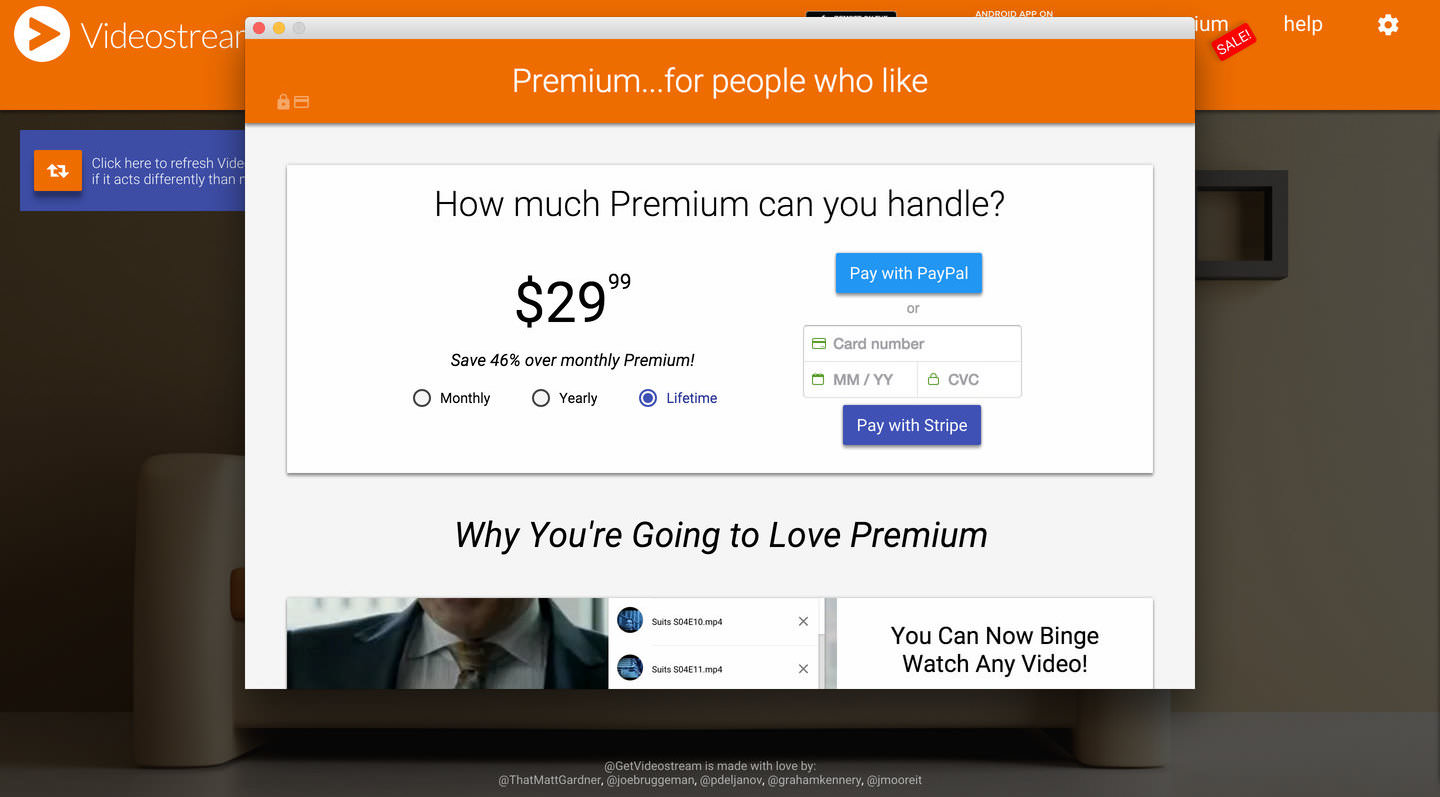 Videostream
ANDROID APP ON
ium
SALE!
help
Premium...for people who like
Click here to refresh Vide
if it acts differently than n
How much Premium can you handle?
$29 99
Save 46% over monthly Premium!
Monthly
Yearly
Lifetime
Pay with PayPal
or
Card number
MM / YY
CVC
Pay with Stripe
Why You're Going to Love Premium
Suits S04E10.mp4
Suits S04E11.mp4
You Can Now Binge
Watch Any Video!
@GetVideostream is made with love by:
@ThatMattGardner, @joebruggeman, @pdeljanov, @grahamkennery, @jmooreit